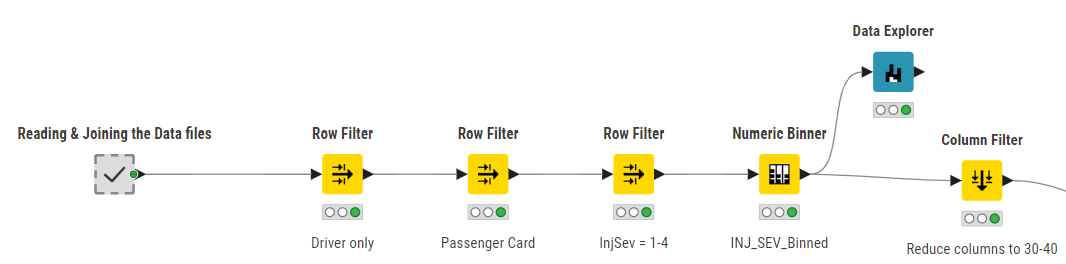 Data Explorer
Reading & Joining the Data files
Row Filter
Row Filter
Row Filter
Numeric Binner
Column Filter
Driver only
Passenger Card
InjSev = 1-4
INJ_SEV_Binned
Reduce columns to 30-40